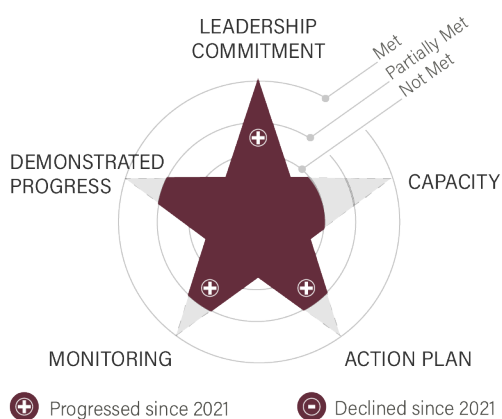 LEADERSHIP
COMMITMENT
Met
Partially Met
Not Met
DEMONSTRATED
PROGRESS
CAPACITY
MONITORING
ACTION PLAN
Progressed since 2021
Declined since 2021